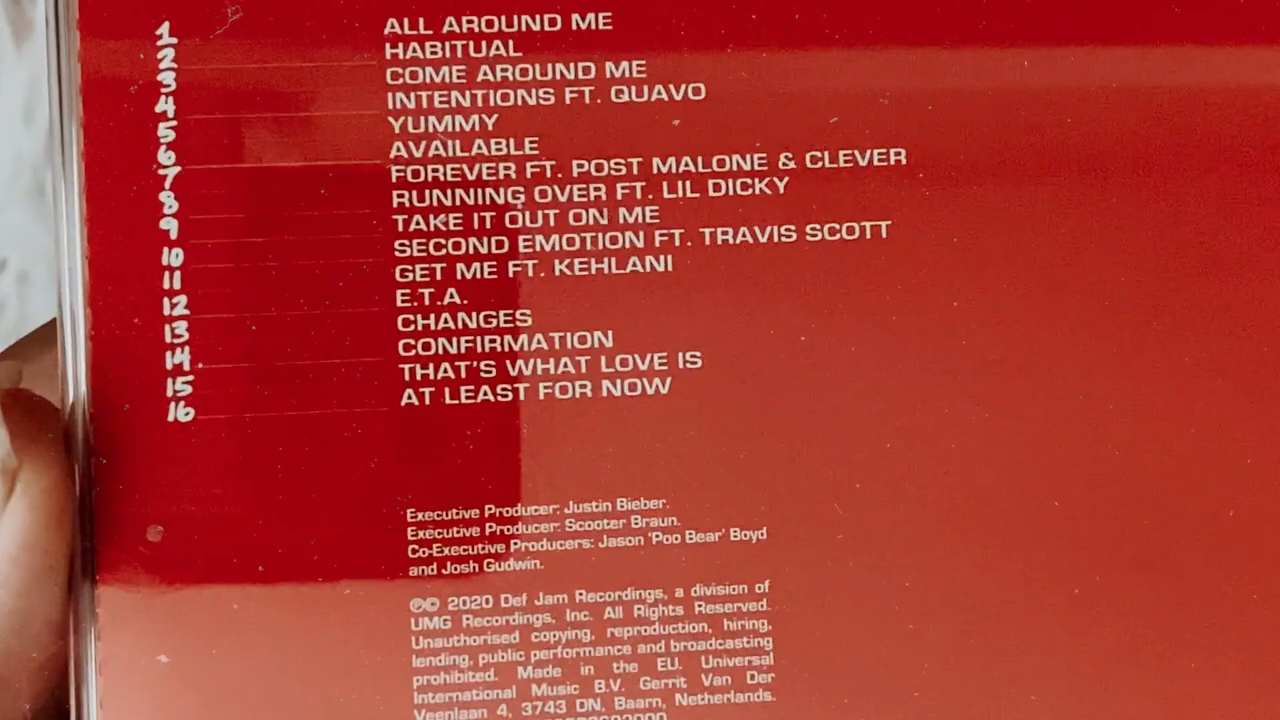 1 ALL AROUND ME
2 HABITUAL
3 COME AROUND ME
4 INTENTIONS FT. QUAVO
5 YUMMY
6 AVAILABLE
7 FOREVER FT. POST MALONE & CLEVER
8 RUNNING OVER FT. LIL DICKY
9 TAKE IT OUT ON ME
10 SECOND EMOTION FT. TRAVIS SCOTT
11 GET ME FT. KEHLANI
12 E.T.A.
13 CHANGES
14 CONFIRMATION
15 THAT'S WHAT LOVE IS
16 AT LEAST FOR NOW
Executive Producer: Justin Bieber.
Executive Producer: Scooter Braun.
Co-Executive Producers: Jason 'Poo Bear' Boyd
and Josh Gudwin.
℗© 2020 Def Jam Recordings, a division of
UMG Recordings, Inc. All Rights Reserved.
Unauthorised copying, reproduction, hiring,
lending, public performance and broadcasting
prohibited. Made in the EU. Universal
International Music B.V. Gerrit Van Der
Veenlaan 4, 3743 DN, Baarn, Netherlands.